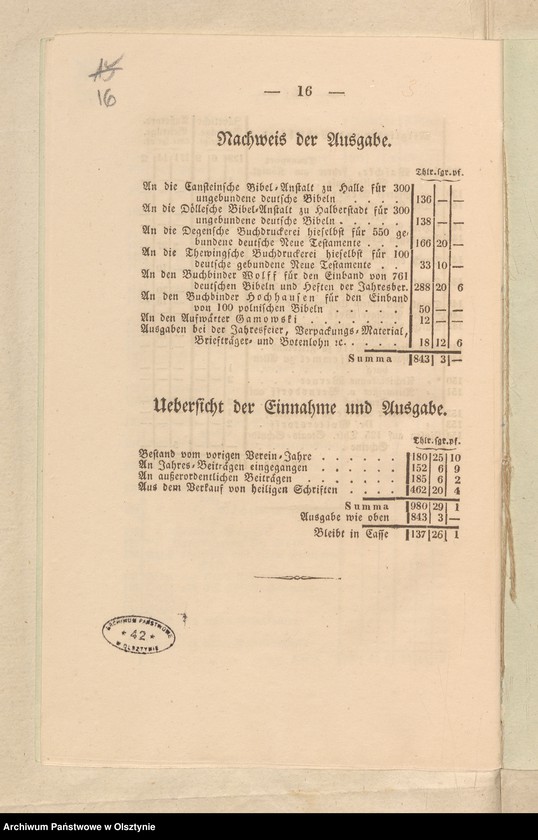 16
— 16 —
Nachweis der Ausgabe.
Thlr. sgr. pf.
An die Cansteinsche Bibel-Anstalt zu Halle für 300
ungebundene deutsche Bibeln . . . . 136 — —
An die Döllesche Bibel-Anstalt zu Halberstadt für 300
ungebundene deutsche Bibeln . . . . 138 — —
An die Degensche Buchdruckerei hieselbst für 550 ge-
bundene deutsche Neue Testamente . . . 166 20 —
An die Thewingsche Buchdruckerei hieselbst für 100
deutsche gebundene Neue Testamente . . 33 10 —
An den Buchbinder Wolff für den Einband von 761
deutschen Bibeln und Heften der Jahresber. 288 20 6
An den Buchbinder Hochhausen für den Einband
von 100 polnischen Bibeln . . . . . 50 — —
An den Aufwärter Gamowski . . . . . . 12 — —
Ausgaben bei der Jahresfeier, Verpackungs-Material,
Briefträger- und Botenlohn ꝛc. . . . . 18 12 6
Summa 843 3 —
Uebersicht der Einnahme und Ausgabe.
Thlr. sgr. pf.
Bestand vom vorigen Verein-Jahre . . . . . . 180 25 10
An Jahres-Beiträgen eingegangen . . . . . . 152 6 9
An außerordentlichen Beiträgen . . . . . . 185 6 2
Aus dem Verkauf von heiligen Schriften . . . . 462 20 4
Summa 980 29 1
Ausgabe wie oben 843 3 —
Bleibt in Casse 137 26 1
ARCHIWUM PAŃSTWOWE
* 42 *
W OLSZTYNIE
Archiwum Państwowe w Olsztynie